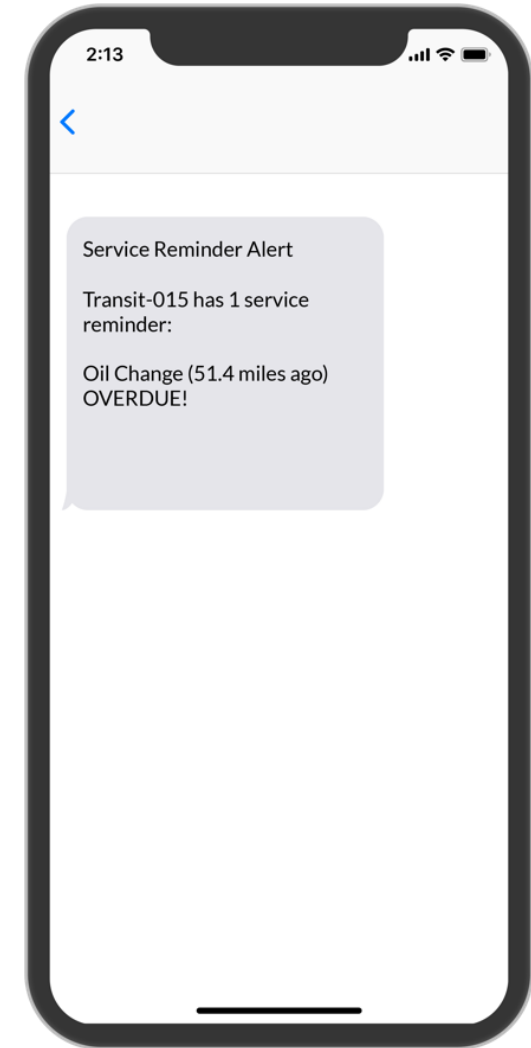 2:13
Service Reminder Alert
Transit-015 has 1 service
reminder:
Oil Change (51.4 miles ago)
OVERDUE!